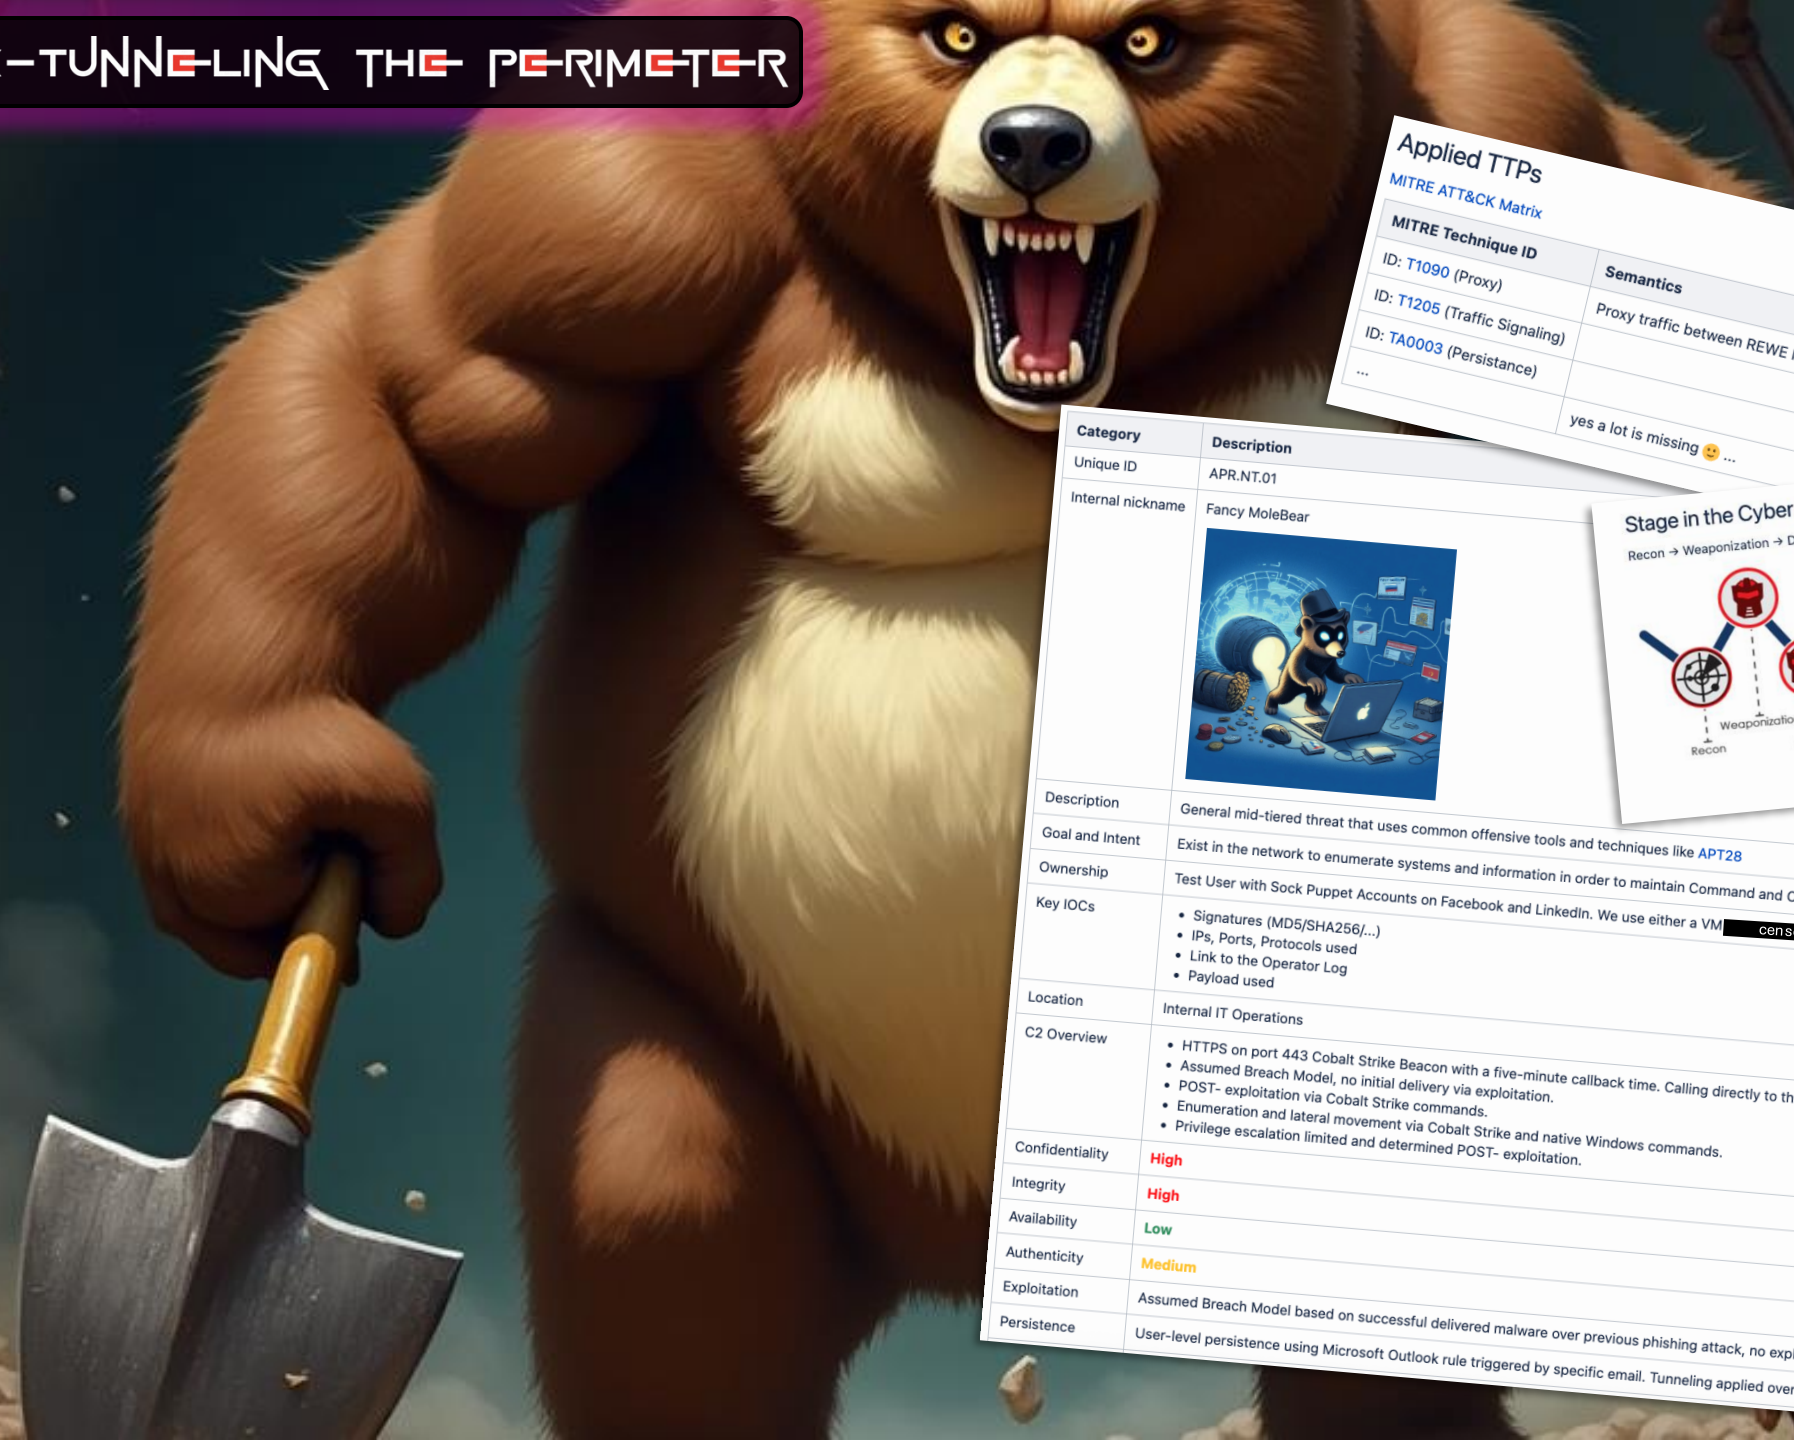 -TUNNELING THE PERIMETER
Applied TTPs
MITRE ATT&CK Matrix
MITRE Technique ID Semantics
ID: T1090 (Proxy) Proxy traffic between REWE
ID: T1205 (Traffic Signaling)
ID: TA0003 (Persistance)
... yes a lot is missing 🙂 ...
Category Description
Unique ID APR.NT.01
Internal nickname Fancy MoleBear
Description General mid-tiered threat that uses common offensive tools and techniques like APT28
Goal and Intent Exist in the network to enumerate systems and information in order to maintain Command and
Ownership Test User with Sock Puppet Accounts on Facebook and LinkedIn. We use either a VM
Key IOCs
• Signatures (MD5/SHA256/...)
• IPs, Ports, Protocols used
• Link to the Operator Log
• Payload used
Location Internal IT Operations
C2 Overview
• HTTPS on port 443 Cobalt Strike Beacon with a five-minute callback time. Calling directly to
• Assumed Breach Model, no initial delivery via exploitation.
• POST- exploitation via Cobalt Strike commands.
• Enumeration and lateral movement via Cobalt Strike and native Windows commands.
• Privilege escalation limited and determined POST- exploitation.
Confidentiality High
Integrity High
Availability Low
Authenticity Medium
Exploitation Assumed Breach Model based on successful delivered malware over previous phishing attack, no
Persistence User-level persistence using Microsoft Outlook rule triggered by specific email. Tunneling applied over
Stage in the Cyber
Recon → Weaponization →
Weaponizatio
Recon